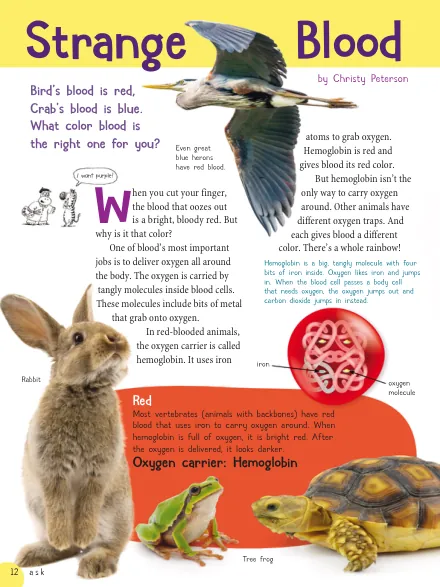 Strange Blood
by Christy Peterson
Bird's blood is red,
Crab's blood is blue.
What color blood is
the right one for you?
Even great
blue herons
have red blood.
I want purple!
When you cut your finger,
the blood that oozes out
is a bright, bloody red. But
why is it that color?
One of blood's most important
jobs is to deliver oxygen all around
the body. The oxygen is carried by
tangly molecules inside blood cells.
These molecules include bits of metal
that grab onto oxygen.
In red-blooded animals,
the oxygen carrier is called
hemoglobin. It uses iron
atoms to grab oxygen.
Hemoglobin is red and
gives blood its red color.
But hemoglobin isn't the
only way to carry oxygen
around. Other animals have
different oxygen traps. And
each gives blood a different
color. There's a whole rainbow!
Hemoglobin is a big, tangly molecule with four
bits of iron inside. Oxygen likes iron and jumps
in. When the blood cell passes a body cell
that needs oxygen, the oxygen jumps out and
carbon dioxide jumps in instead.
iron
oxygen
molecule
Rabbit
Red
Most vertebrates (animals with backbones) have red
blood that uses iron to carry oxygen around. When
hemoglobin is full of oxygen, it is bright red. After
the oxygen is delivered, it looks darker.
Oxygen carrier: Hemoglobin
Tree frog
12 ask